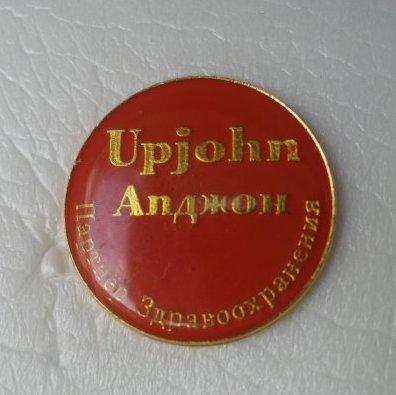 Upjohn
Апджон
Партнер Здравоохранения